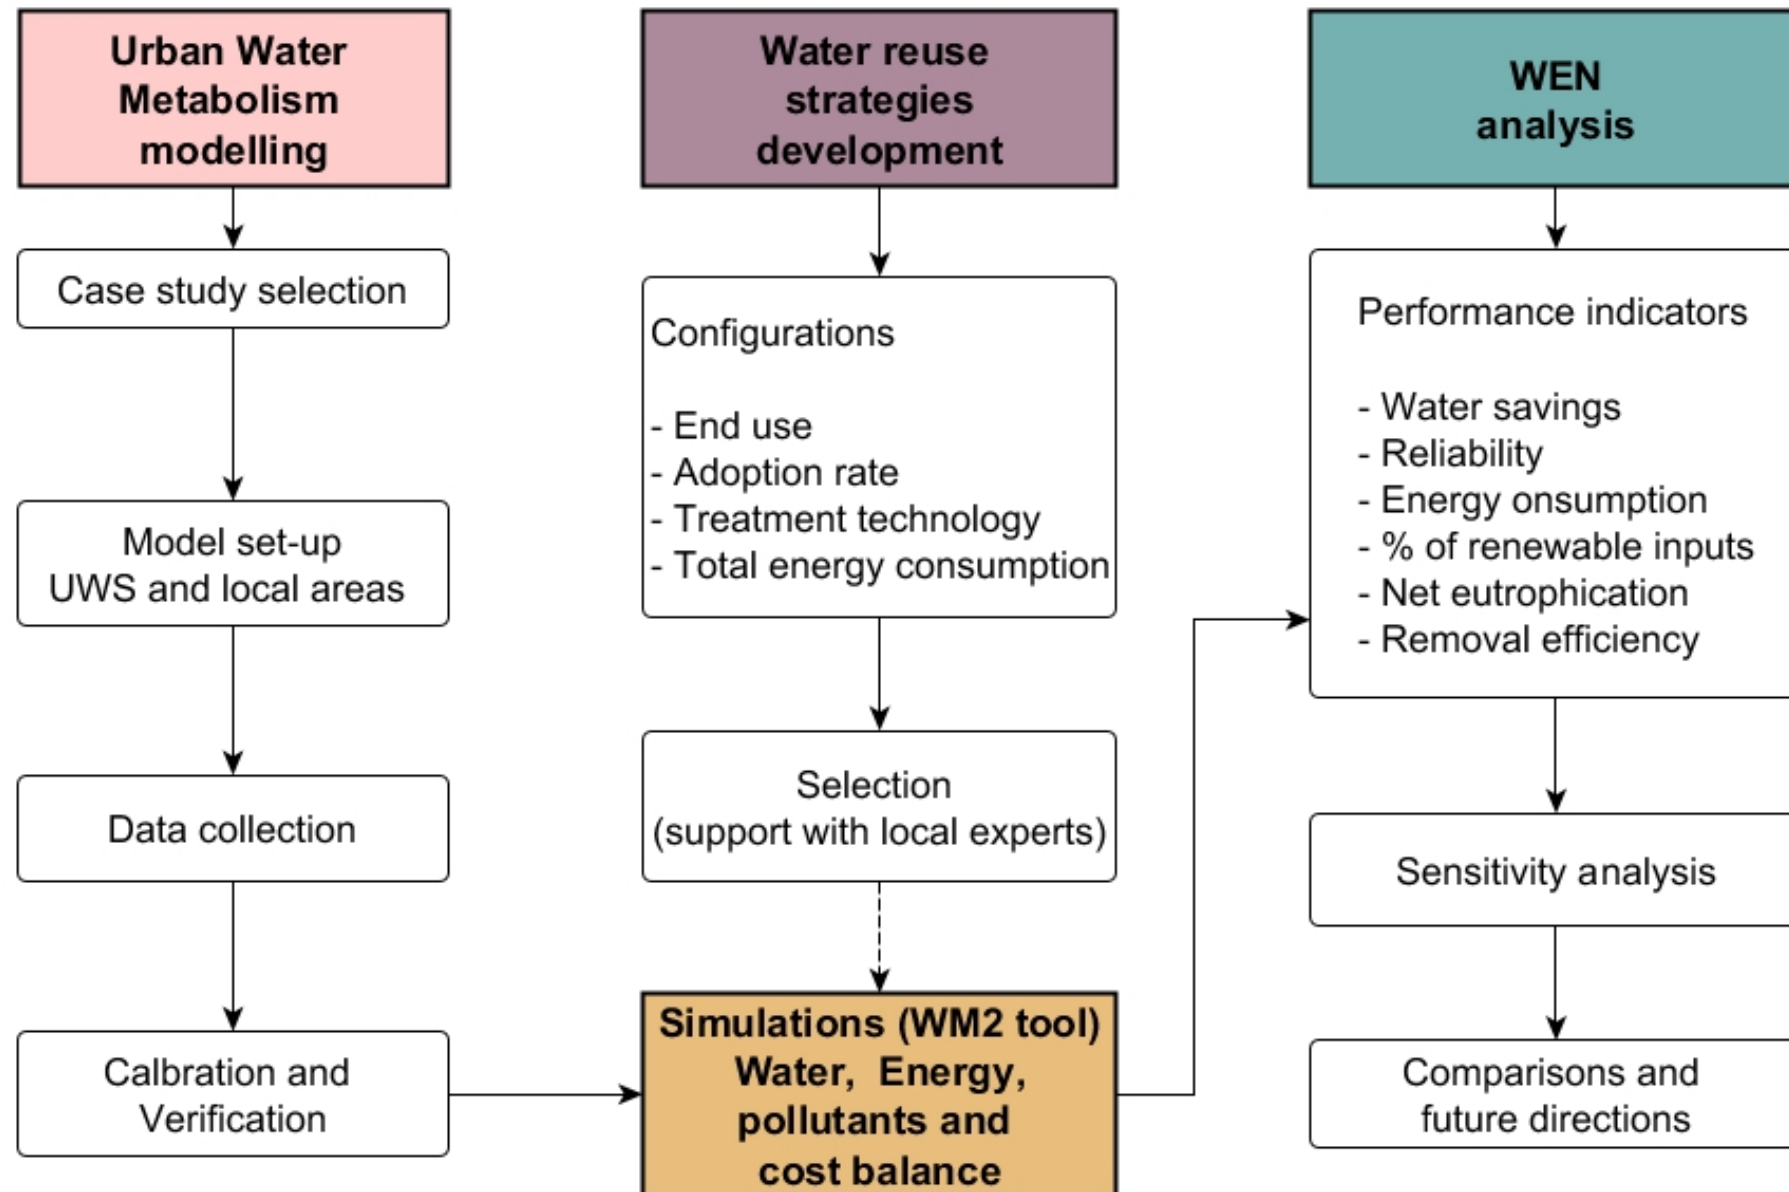 Urban Water
Metabolism
modelling
Case study selection
Model set-up
UWS and local areas
Data collection
Calbration and
Verification
Water reuse
strategies
development
Configurations
- End use
- Adoption rate
- Treatment technology
- Total energy consumption
Selection
(support with local experts)
Simulations (WM2 tool)
Water, Energy,
pollutants and
cost balance
WEN
analysis
Performance indicators
- Water savings
- Reliability
- Energy onsumption
- % of renewable inputs
- Net eutrophication
- Removal efficiency
Sensitivity analysis
Comparisons and
future directions